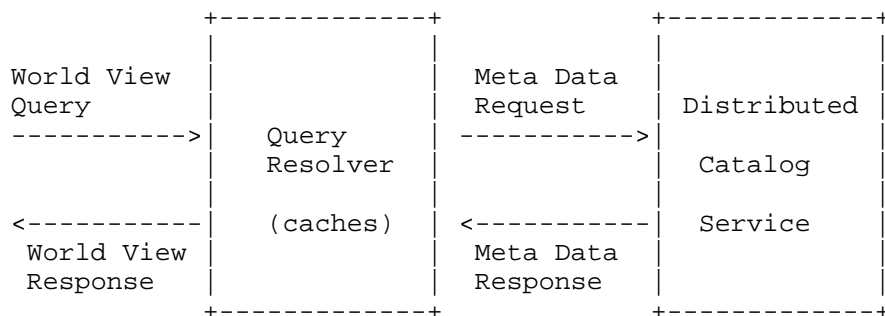 +-------------+             +-------------+
|             |             |             |
World View  |             |  Meta Data  |             |
Query       |             |  Request    | Distributed |
----------->|   Query     | ----------->|             |
|   Resolver  |             |  Catalog    |
|             |             |             |
<-----------|   (caches)  | <-----------|  Service    |
World View |             |  Meta Data  |             |
Response   |             |  Response   |             |
+-------------+             +-------------+